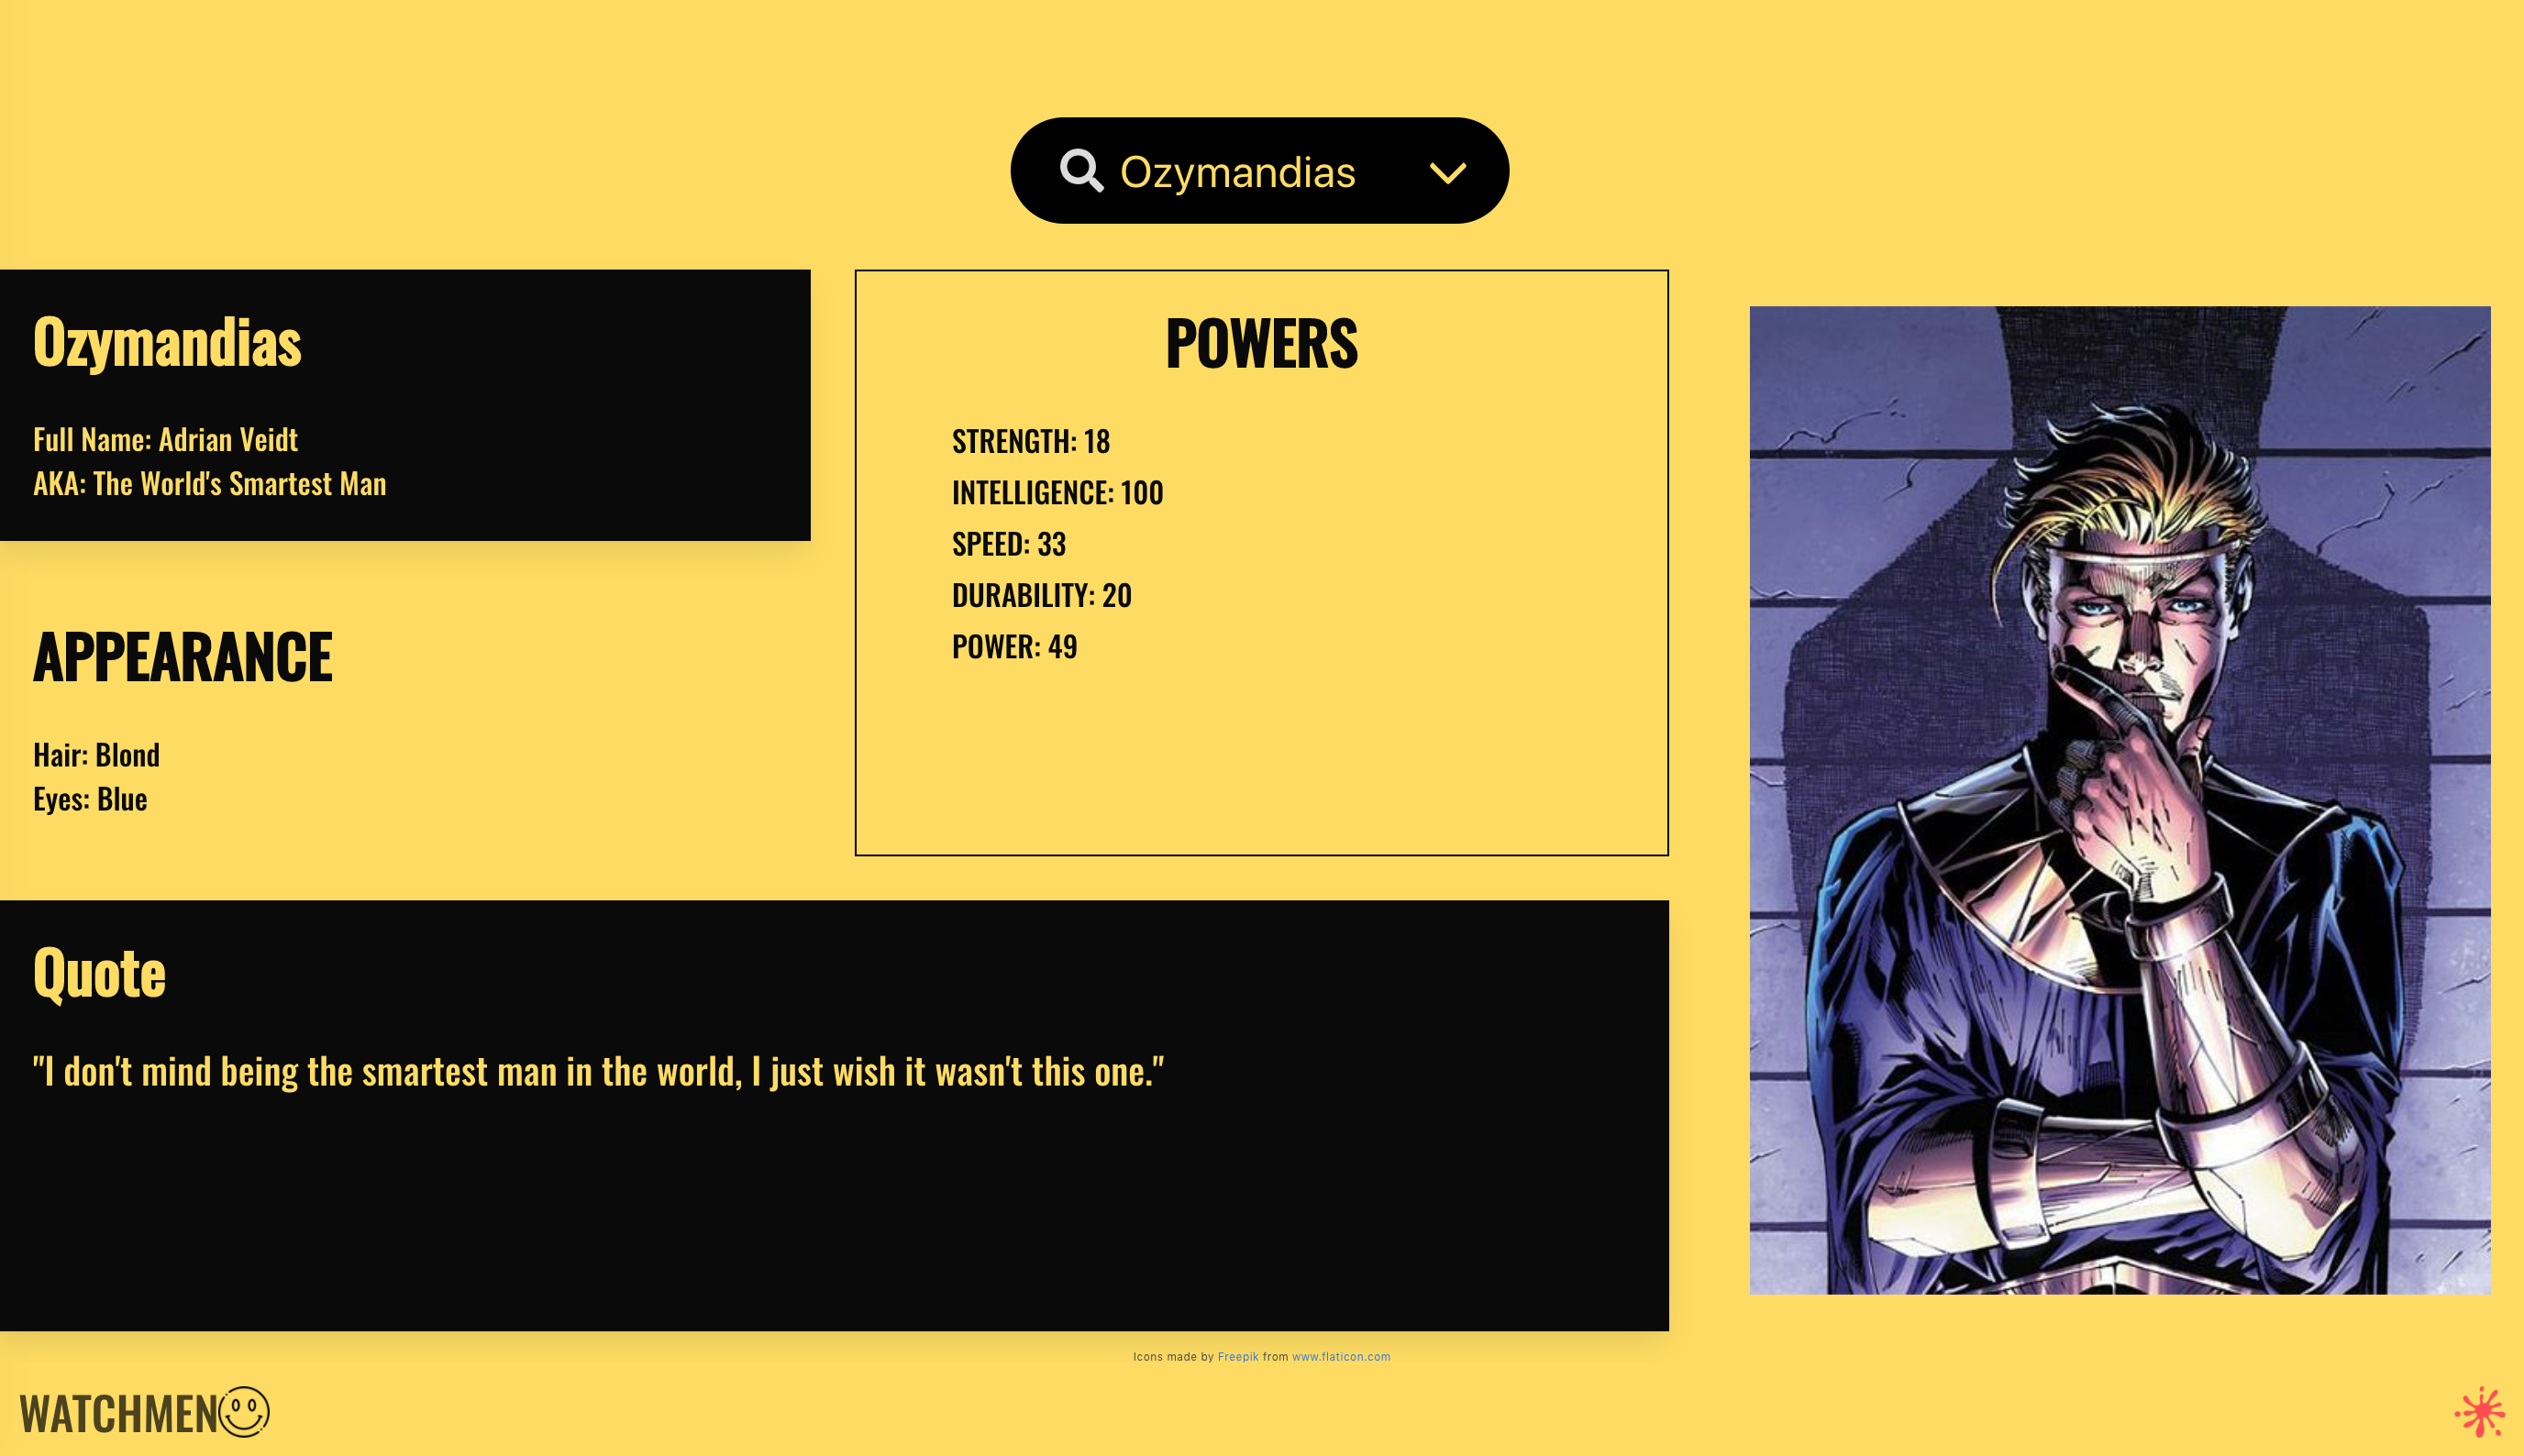 Ozymandias
Ozymandias
Full Name: Adrian Veidt
AKA: The World's Smartest Man
APPEARANCE
Hair: Blond
Eyes: Blue
POWERS
STRENGTH: 18
INTELLIGENCE: 100
SPEED: 33
DURABILITY: 20
POWER: 49
Quote
"I don't mind being the smartest man in the world, I just wish it wasn't this one."
Icons made by Freepik from www.flaticon.com
WATCHMEN